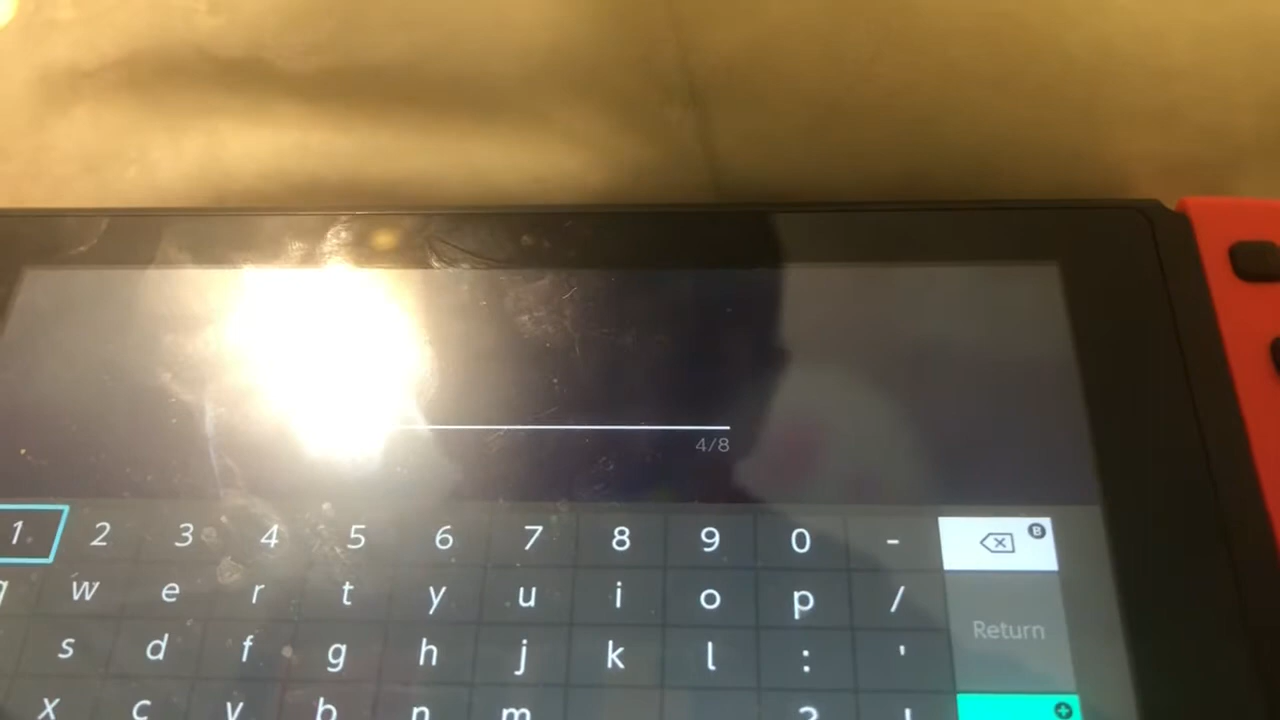 4/8
1 2 3 4 5 6 7 8 9 0 - B
w e r t y u i o p /
Return
s d f g h j k l : '
x c v b n m ? ! +